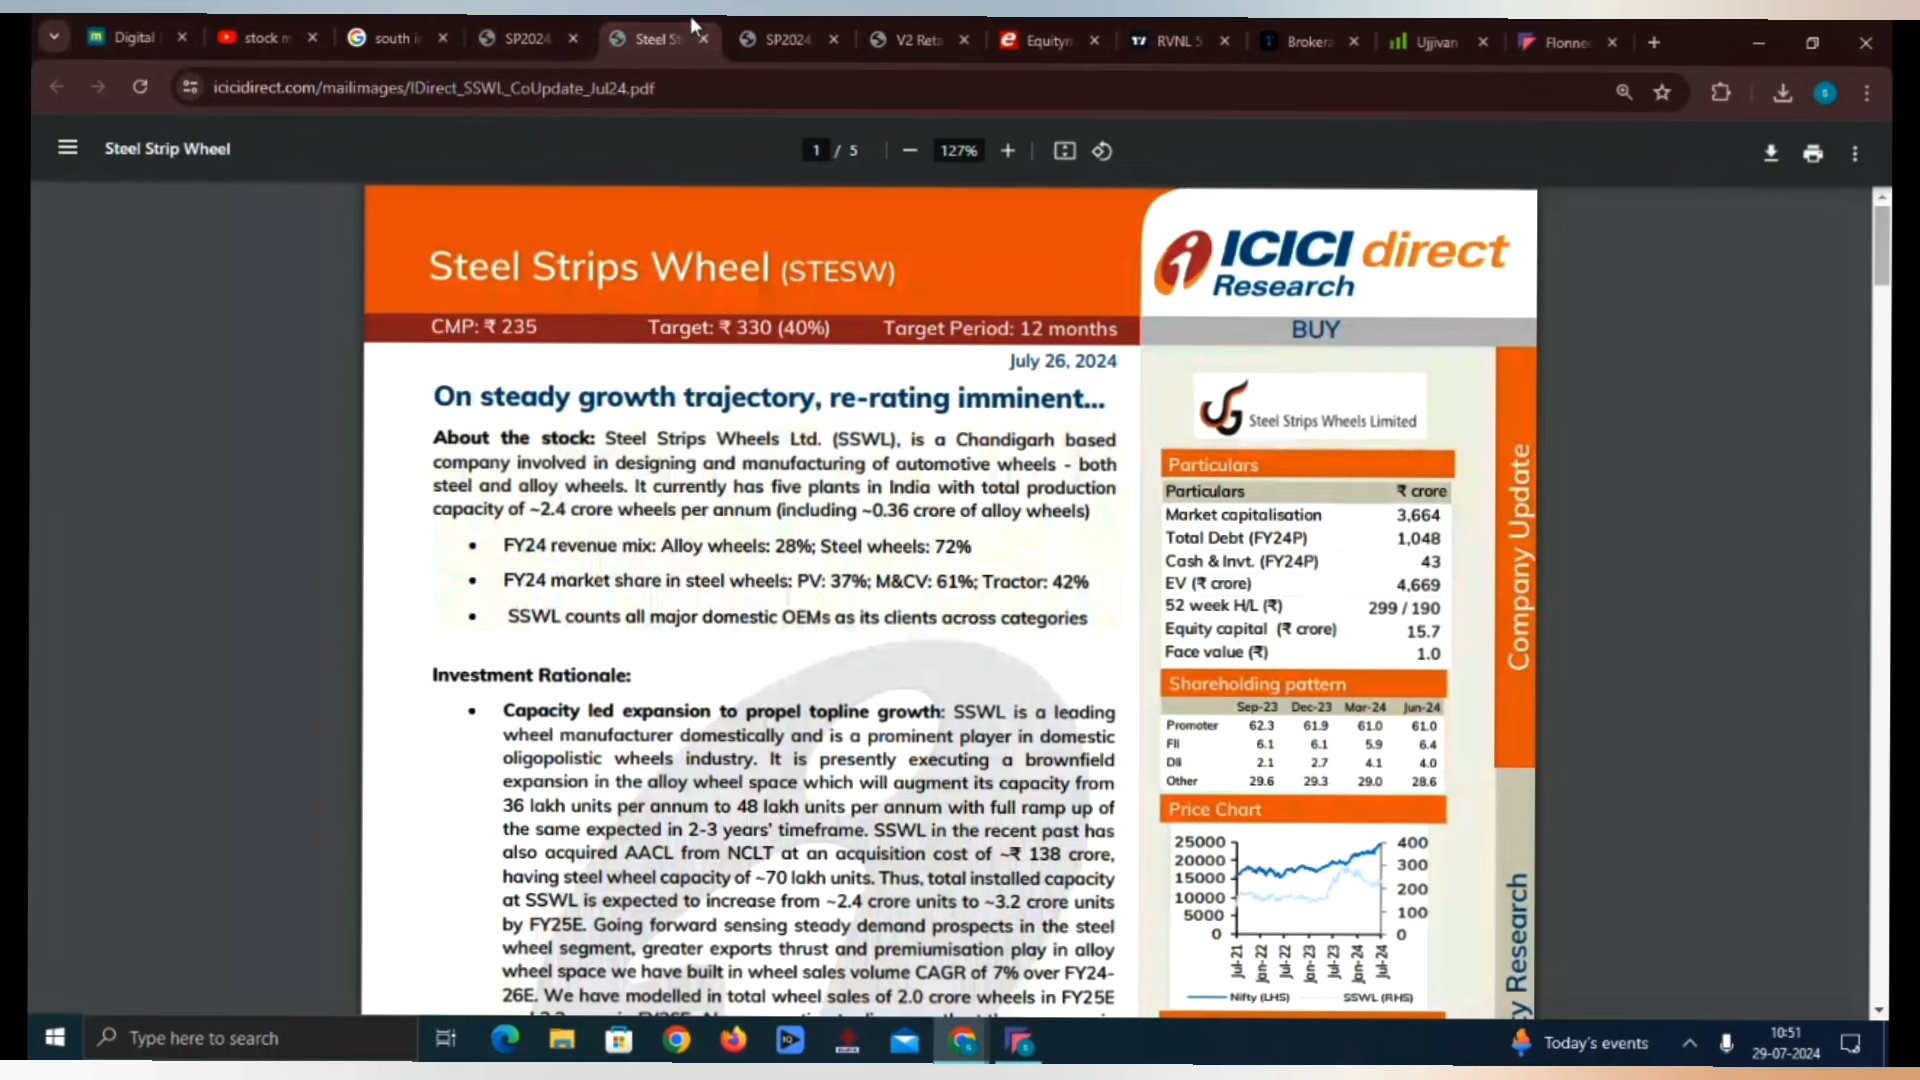 Digital
stock m
south i
SP2024
Steel St
SP2024
V2 Reta
Equityn
RVNL 5
Brokera
Ujjivan
Flonne
icicidirect.com/mailimages/IDirect_SSWL_CoUpdate_Jul24.pdf
Steel Strip Wheel
1 / 5
127%
Steel Strips Wheel (STESW)
ICICI direct
Research
CMP: ₹ 235 Target: ₹ 330 (40%) Target Period: 12 months
BUY
July 26, 2024
On steady growth trajectory, re-rating imminent...
About the stock: Steel Strips Wheels Ltd. (SSWL), is a Chandigarh based
company involved in designing and manufacturing of automotive wheels - both
steel and alloy wheels. It currently has five plants in India with total production
capacity of ~2.4 crore wheels per annum (including ~0.36 crore of alloy wheels)
• FY24 revenue mix: Alloy wheels: 28%; Steel wheels: 72%
• FY24 market share in steel wheels: PV: 37%; M&CV: 61%; Tractor: 42%
• SSWL counts all major domestic OEMs as its clients across categories
Investment Rationale:
• Capacity led expansion to propel topline growth: SSWL is a leading
wheel manufacturer domestically and is a prominent player in domestic
oligopolistic wheels industry. It is presently executing a brownfield
expansion in the alloy wheel space which will augment its capacity from
36 lakh units per annum to 48 lakh units per annum with full ramp up of
the same expected in 2-3 years' timeframe. SSWL in the recent past has
also acquired AACL from NCLT at an acquisition cost of ~₹ 138 crore,
having steel wheel capacity of ~70 lakh units. Thus, total installed capacity
at SSWL is expected to increase from ~2.4 crore units to ~3.2 crore units
by FY25E. Going forward sensing steady demand prospects in the steel
wheel segment, greater exports thrust and premiumisation play in alloy
wheel space we have built in wheel sales volume CAGR of 7% over FY24-
26E. We have modelled in total wheel sales of 2.0 crore wheels in FY25E
Steel Strips Wheels Limited
Particulars
Particulars ₹ crore
Market capitalisation 3,664
Total Debt (FY24P) 1,048
Cash & Invt. (FY24P) 43
EV (₹ crore) 4,669
52 week H/L (₹) 299 / 190
Equity capital (₹ crore) 15.7
Face value (₹) 1.0
Shareholding pattern
Sep-23 Dec-23 Mar-24 Jun-24
Promoter 62.3 61.9 61.0 61.0
FII 6.1 6.1 5.9 6.4
DII 2.1 2.7 4.1 4.0
Other 29.6 29.3 29.0 28.6
Price Chart
25000 400
20000 300
15000
10000 200
5000 100
0 0
Jul-21 Jan-22 Jul-22 Jan-23 Jul-23 Jan-24 Jul-24
Nifty (LHS) SSWL (RHS)
Company Update
y Research
Type here to search
Today's events
10:51
29-07-2024